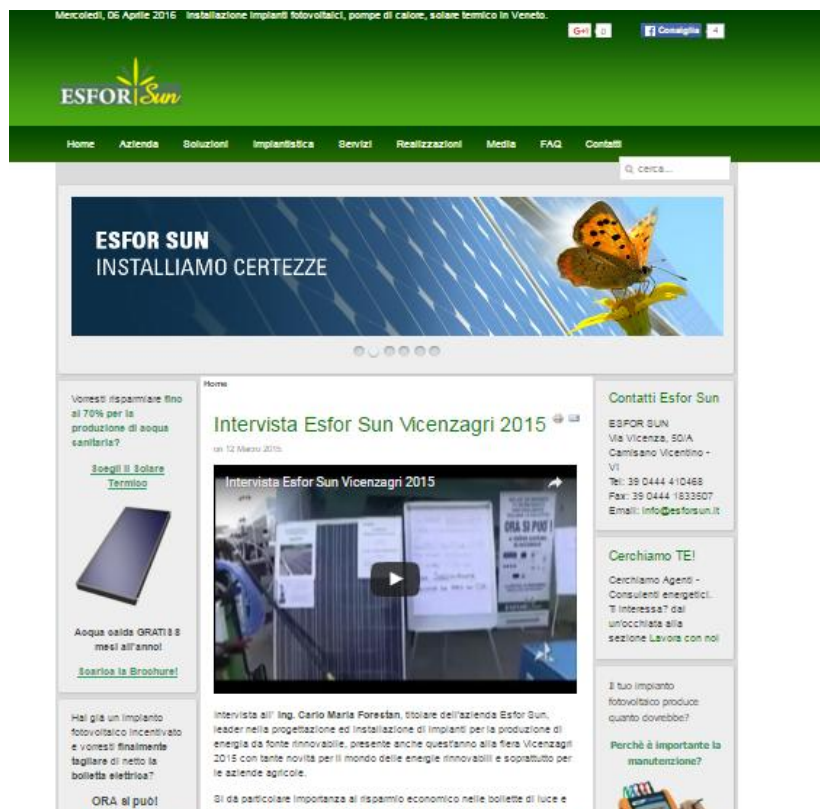 Mercoledì, 06 Aprile 2016 Installazione impianti fotovoltaici, pompe di calore, solare termico in Veneto.
G+1 0
Consiglia 4
ESFOR Sun
Home Azienda Soluzioni Impiantistica Servizi Realizzazioni Media FAQ Contatti
cerca...
ESFOR SUN
INSTALLIAMO CERTEZZE
Vorresti risparmiare fino
al 70% per la
produzione di acqua
sanitaria?
Scegli il Solare
Termico
Acqua calda GRATIS 8
mesi all'anno!
Scarica la Brochure!
Hai già un impianto
fotovoltaico incentivato
e vorresti finalmente
tagliare di netto la
bolletta elettrica?
ORA si può!
Home
Intervista Esfor Sun Vicenzagri 2015
on 12 Marzo 2015
Intervista Esfor Sun Vicenzagri 2015
ORA SI PUO'!
Intervista all' Ing. Carlo Maria Forestan, titolare dell'azienda Esfor Sun,
leader nella progettazione ed installazione di impianti per la produzione di
energia da fonte rinnovabile, presente anche quest'anno alla fiera Vicenzagri
2015 con tante novità per il mondo delle energie rinnovabili e soprattutto per
le aziende agricole.
Si dà particolare importanza al risparmio economico nelle bollette di luce e
Contatti Esfor Sun
ESFOR SUN
Via Vicenza, 50/A
Camisano Vicentino -
VI
Tel: 39 0444 410468
Fax: 39 0444 1833507
Email: info@esforsun.it
Cerchiamo TE!
Cerchiamo Agenti -
Consulenti energetici.
Ti interessa? dai
un'occhiata alla
sezione Lavora con noi
Il tuo impianto
fotovoltaico produce
quanto dovrebbe?
Perchè è importante la
manutenzione?